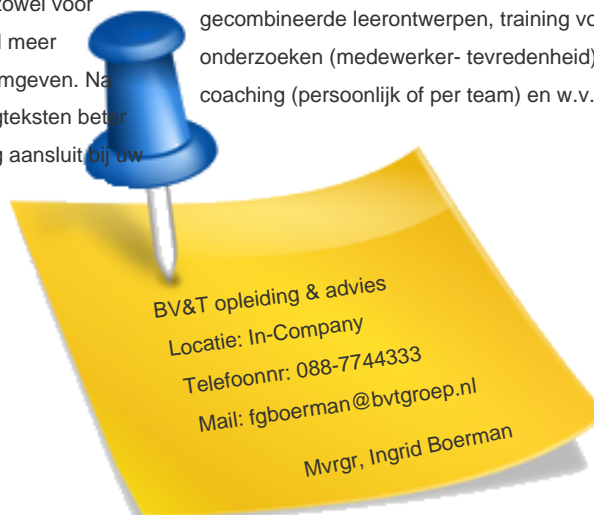 zowel voor
meer
mgeven. Na
gteksten beter
g aansluit bij uw
gecombineerde leerontwerpen, training
onderzoeken (medewerker- tevredenheid)
coaching (persoonlijk of per team) en w.v.
BV&T opleiding & advies
Locatie: In-Company
Telefoonnr: 088-7744333
Mail: fgboerman@bvtgroep.nl
Mvrgr, Ingrid Boerman